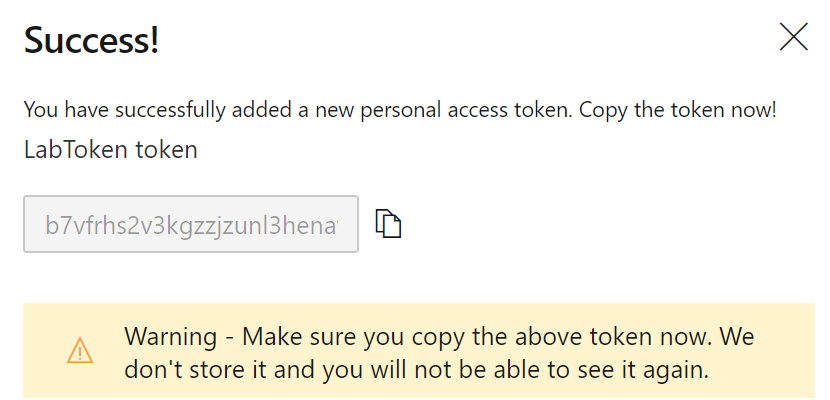 Success!
You have successfully added a new personal access token. Copy the token now!
LabToken token
b7vfrhs2v3kgzzjzunl3hena
Warning - Make sure you copy the above token now. We
don't store it and you will not be able to see it again.